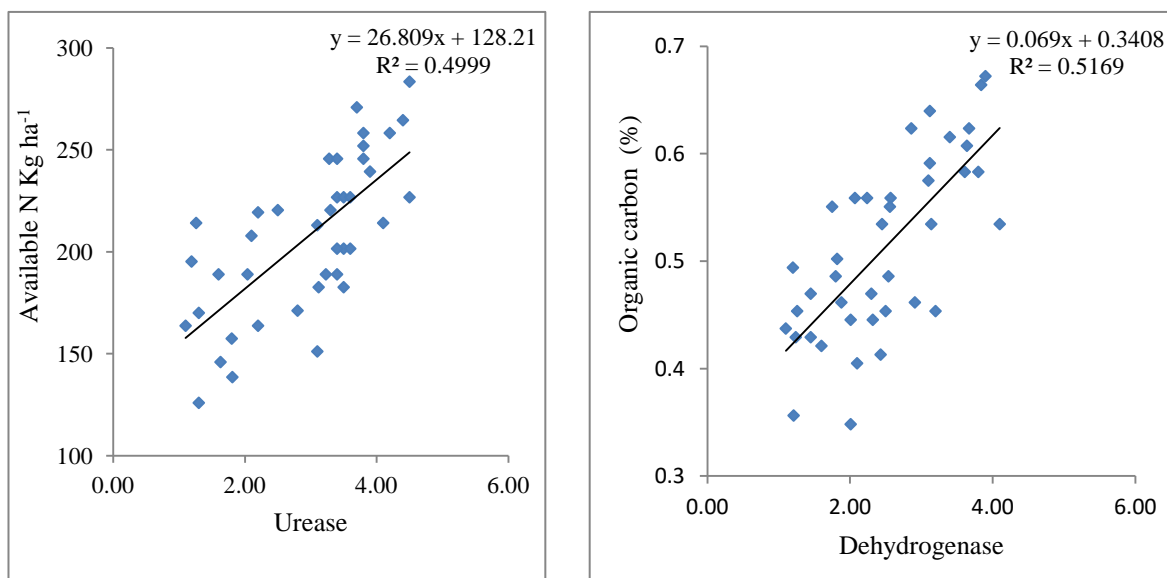 y = 26.809x + 128.21
R² = 0.4999
300
250
200
150
100
Available N Kg ha⁻¹
0.00 2.00 4.00 6.00
Urease
y = 0.069x + 0.3408
R² = 0.5169
0.7
0.6
0.5
0.4
0.3
Organic carbon (%)
0.00 2.00 4.00 6.00
Dehydrogenase